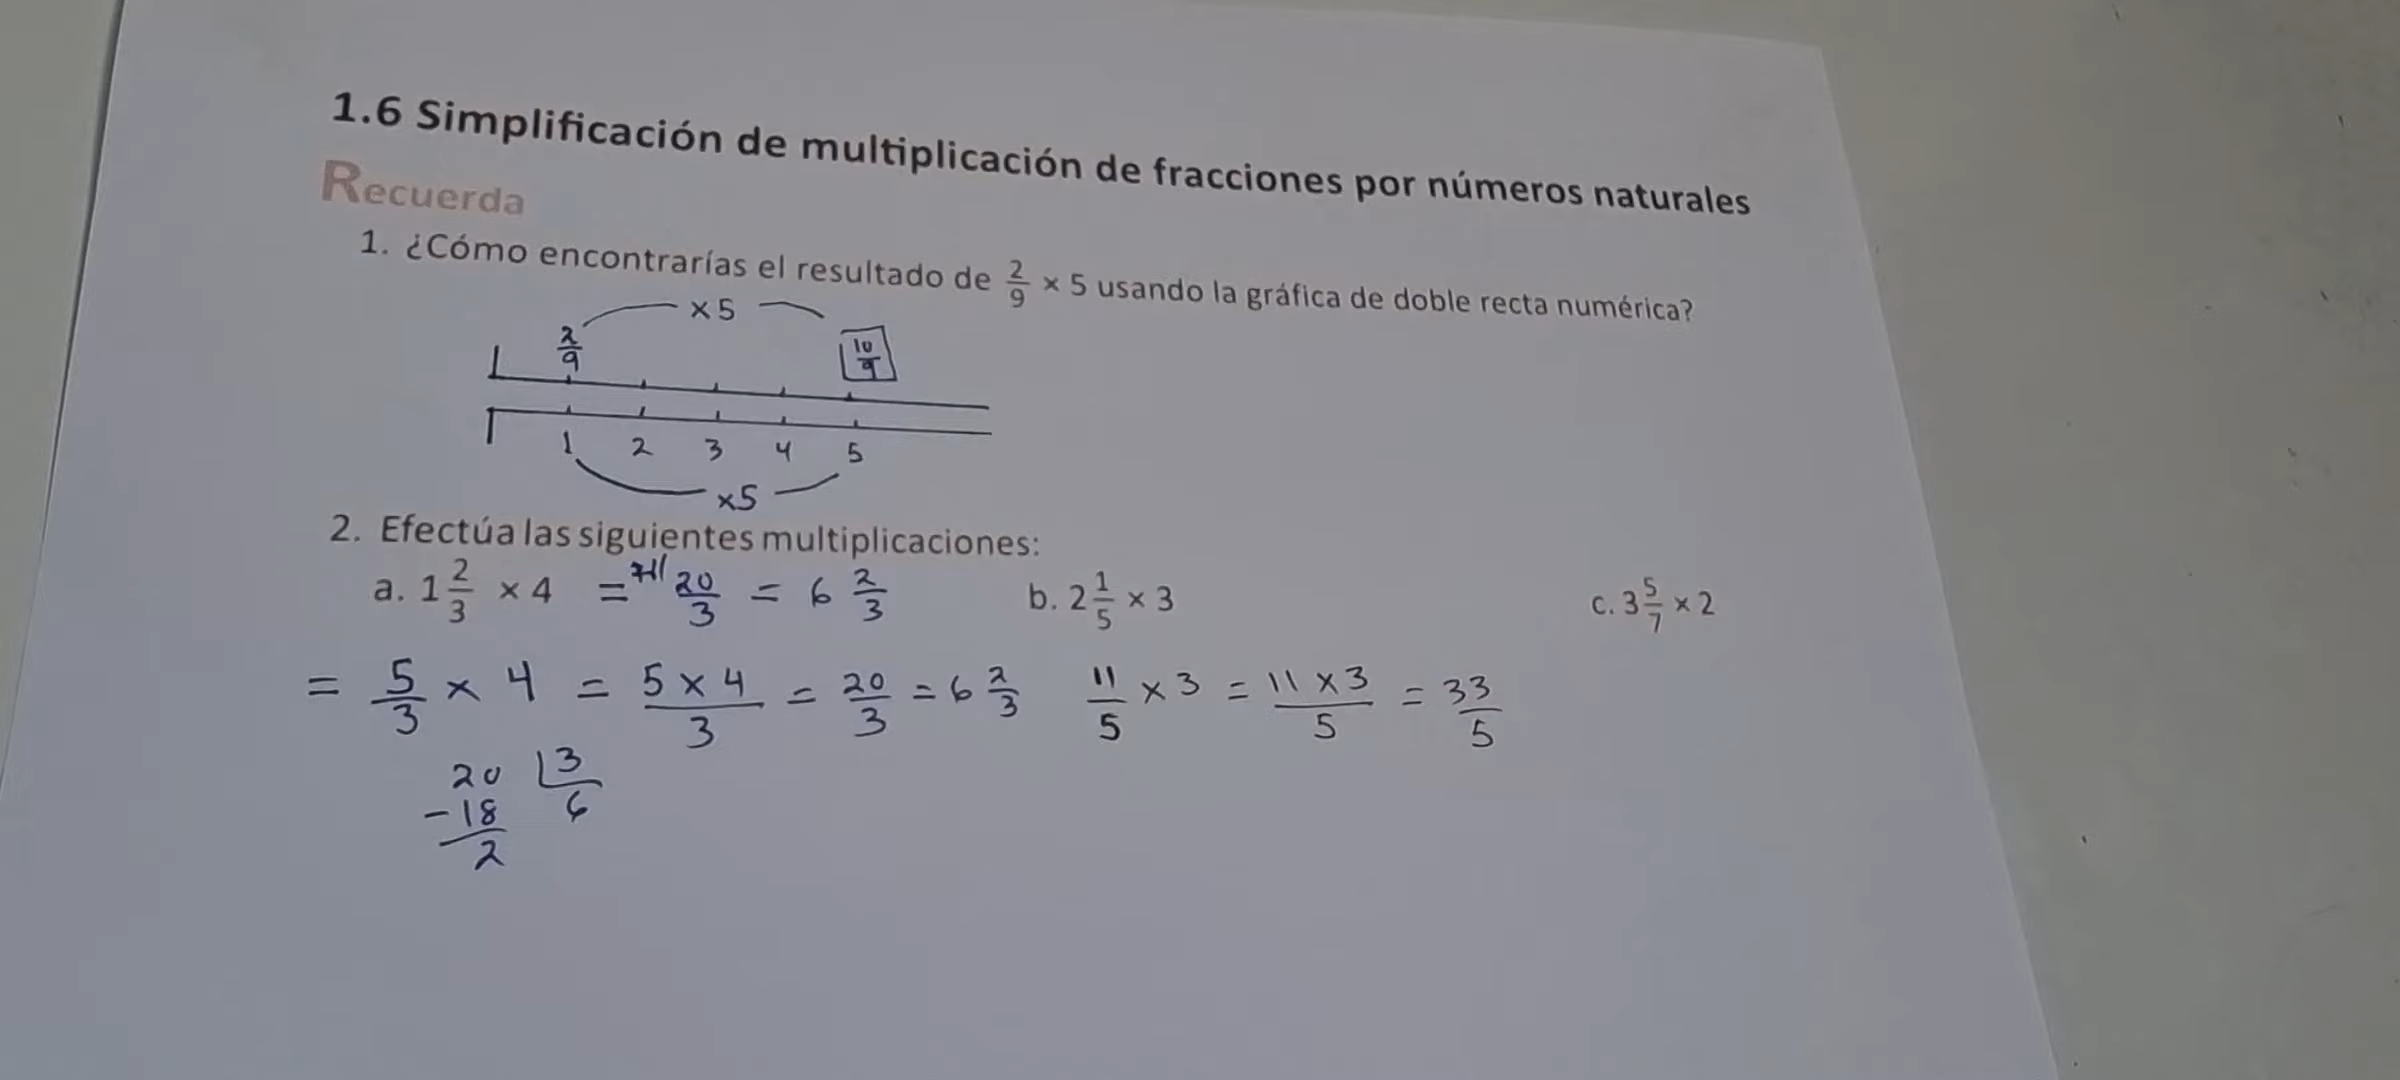 1.6 Simplificación de multiplicación de fracciones por números naturales
Recuerda
1. ¿Cómo encontrarías el resultado de 2/9 × 5 usando la gráfica de doble recta numérica?
×5
2/9 10/9
1 2 3 4 5
×5
2. Efectúa las siguientes multiplicaciones:
a. 1 2/3 × 4 = 20/3 = 6 2/3 b. 2 1/5 × 3 c. 3 5/7 × 2
= 5/3 × 4 = 5 × 4/3 = 20/3 = 6 2/3 11/5 × 3 = 11 × 3/5 = 33/5
20 3
-18 6
2